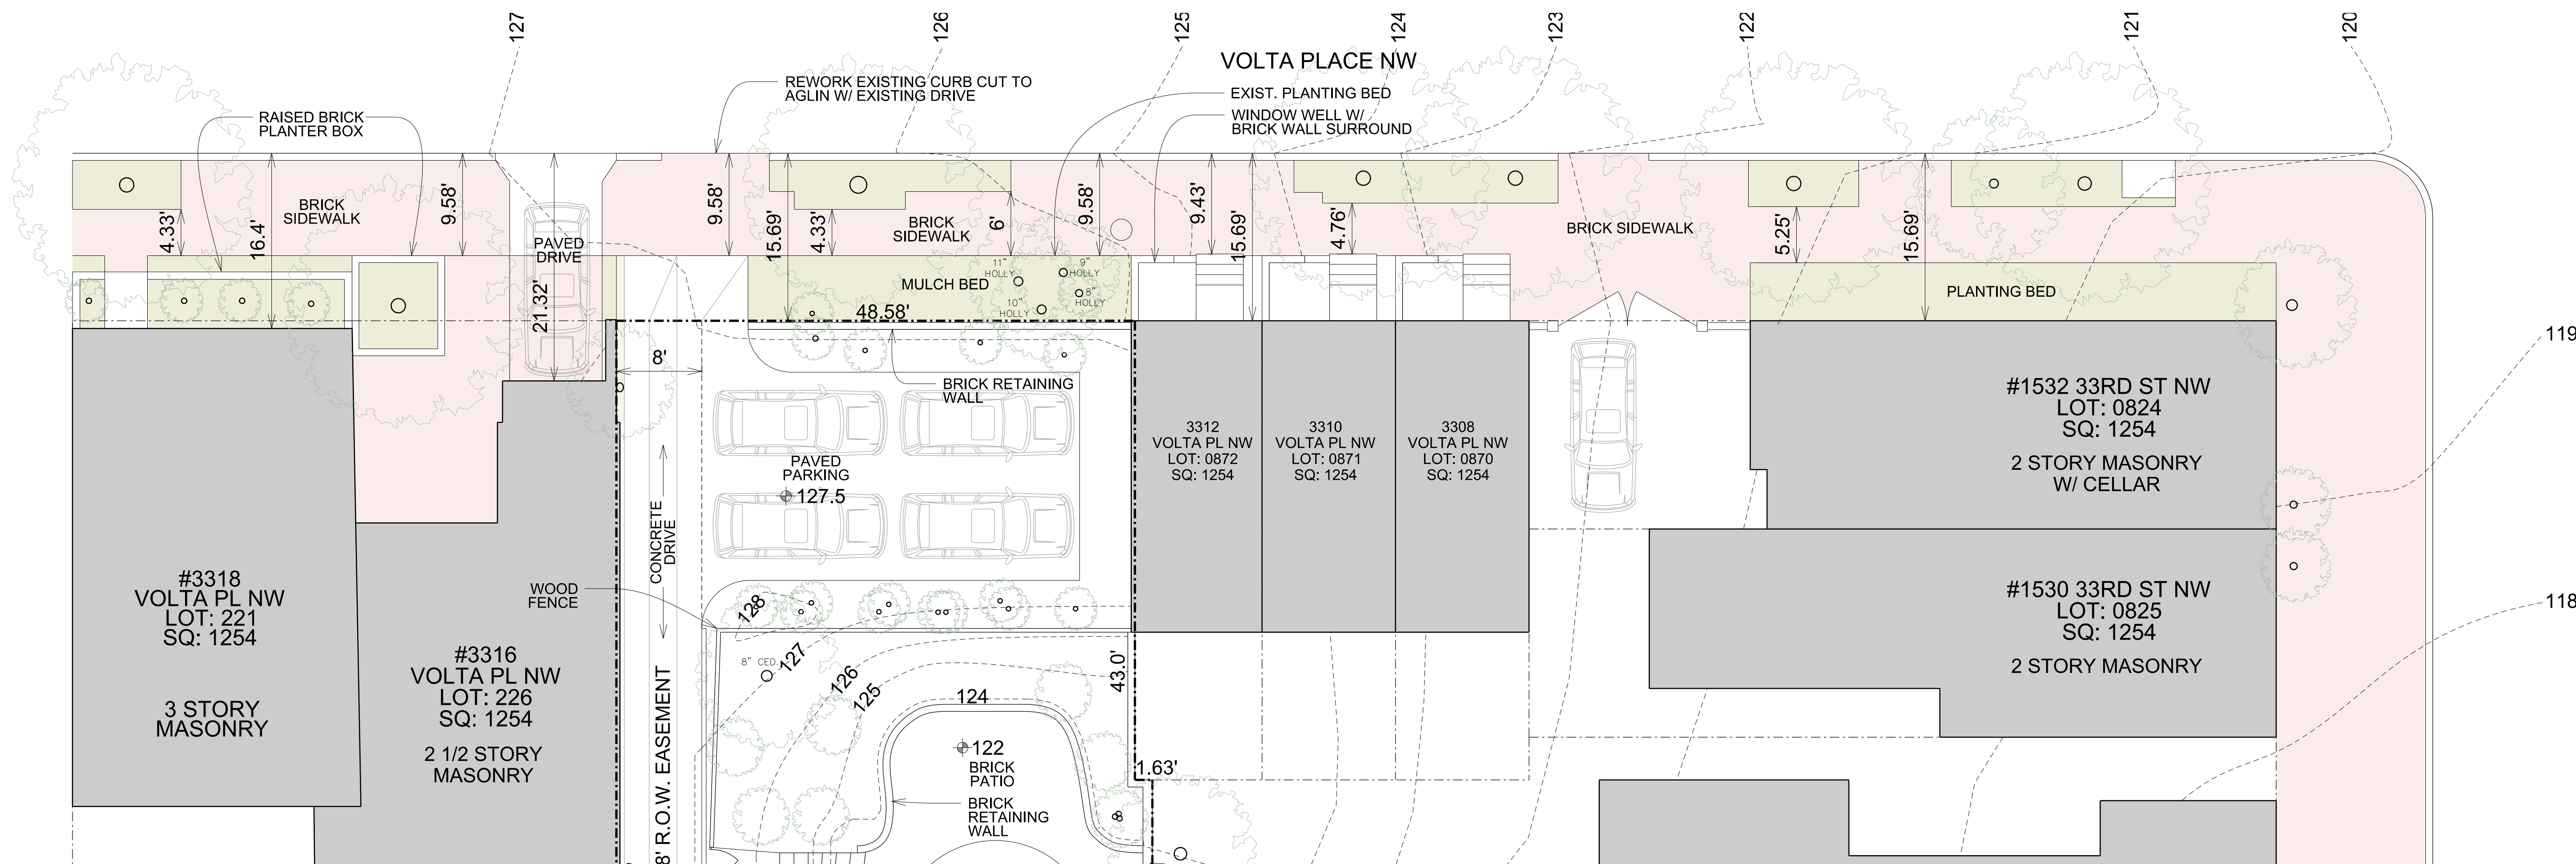 127
126
125
124
123
122
121
120
VOLTA PLACE NW
REWORK EXISTING CURB CUT TO
AGLIN W/ EXISTING DRIVE
EXIST. PLANTING BED
RAISED BRICK
PLANTER BOX
WINDOW WELL W/
BRICK WALL SURROUND
4.33'
16.4'
BRICK
SIDEWALK
9.58'
PAVED
DRIVE
21.32'
9.58'
15.69'
4.33'
BRICK
SIDEWALK
6'
9.58'
9.43'
15.69'
4.76'
BRICK SIDEWALK
5.25'
15.69'
MULCH BED
11"
HOLLY
9"
HOLLY
8"
HOLLY
10"
HOLLY
PLANTING BED
48.58'
8'
BRICK RETAINING
WALL
119
#1532 33RD ST NW
LOT: 0824
SQ: 1254
2 STORY MASONRY
W/ CELLAR
3312
VOLTA PL NW
LOT: 0872
SQ: 1254
3310
VOLTA PL NW
LOT: 0871
SQ: 1254
3308
VOLTA PL NW
LOT: 0870
SQ: 1254
PAVED
PARKING
127.5
CONCRETE
DRIVE
WOOD
FENCE
#3318
VOLTA PL NW
LOT: 221
SQ: 1254
3 STORY
MASONRY
#3316
VOLTA PL NW
LOT: 226
SQ: 1254
2 1/2 STORY
MASONRY
8' R.O.W. EASEMENT
128
8" CED.
127
126
125
124
43.0'
122
BRICK
PATIO
1.63'
BRICK
RETAINING
WALL
#1530 33RD ST NW
LOT: 0825
SQ: 1254
2 STORY MASONRY
118